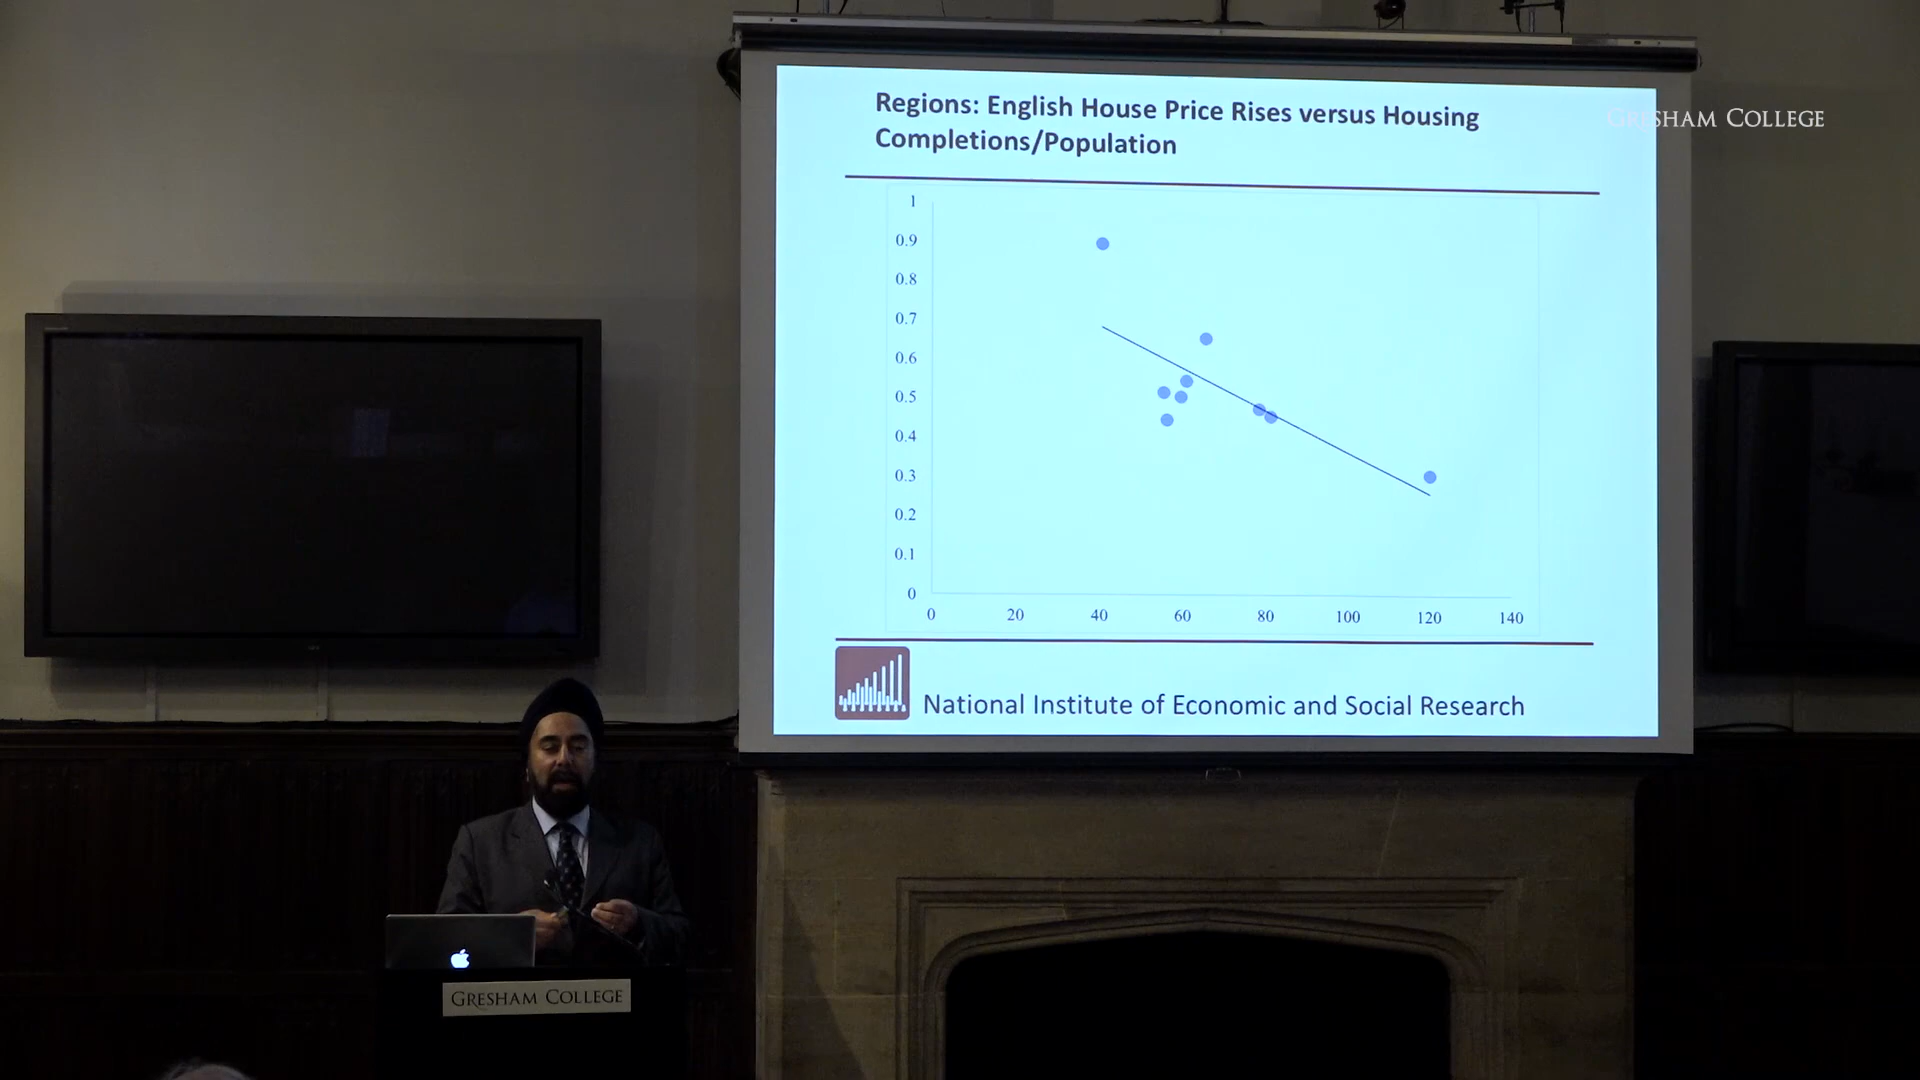 Regions: English House Price Rises versus Housing
Completions/Population
GRESHAM COLLEGE
1
0.9
0.8
0.7
0.6
0.5
0.4
0.3
0.2
0.1
0
0 20 40 60 80 100 120 140
National Institute of Economic and Social Research
GRESHAM COLLEGE